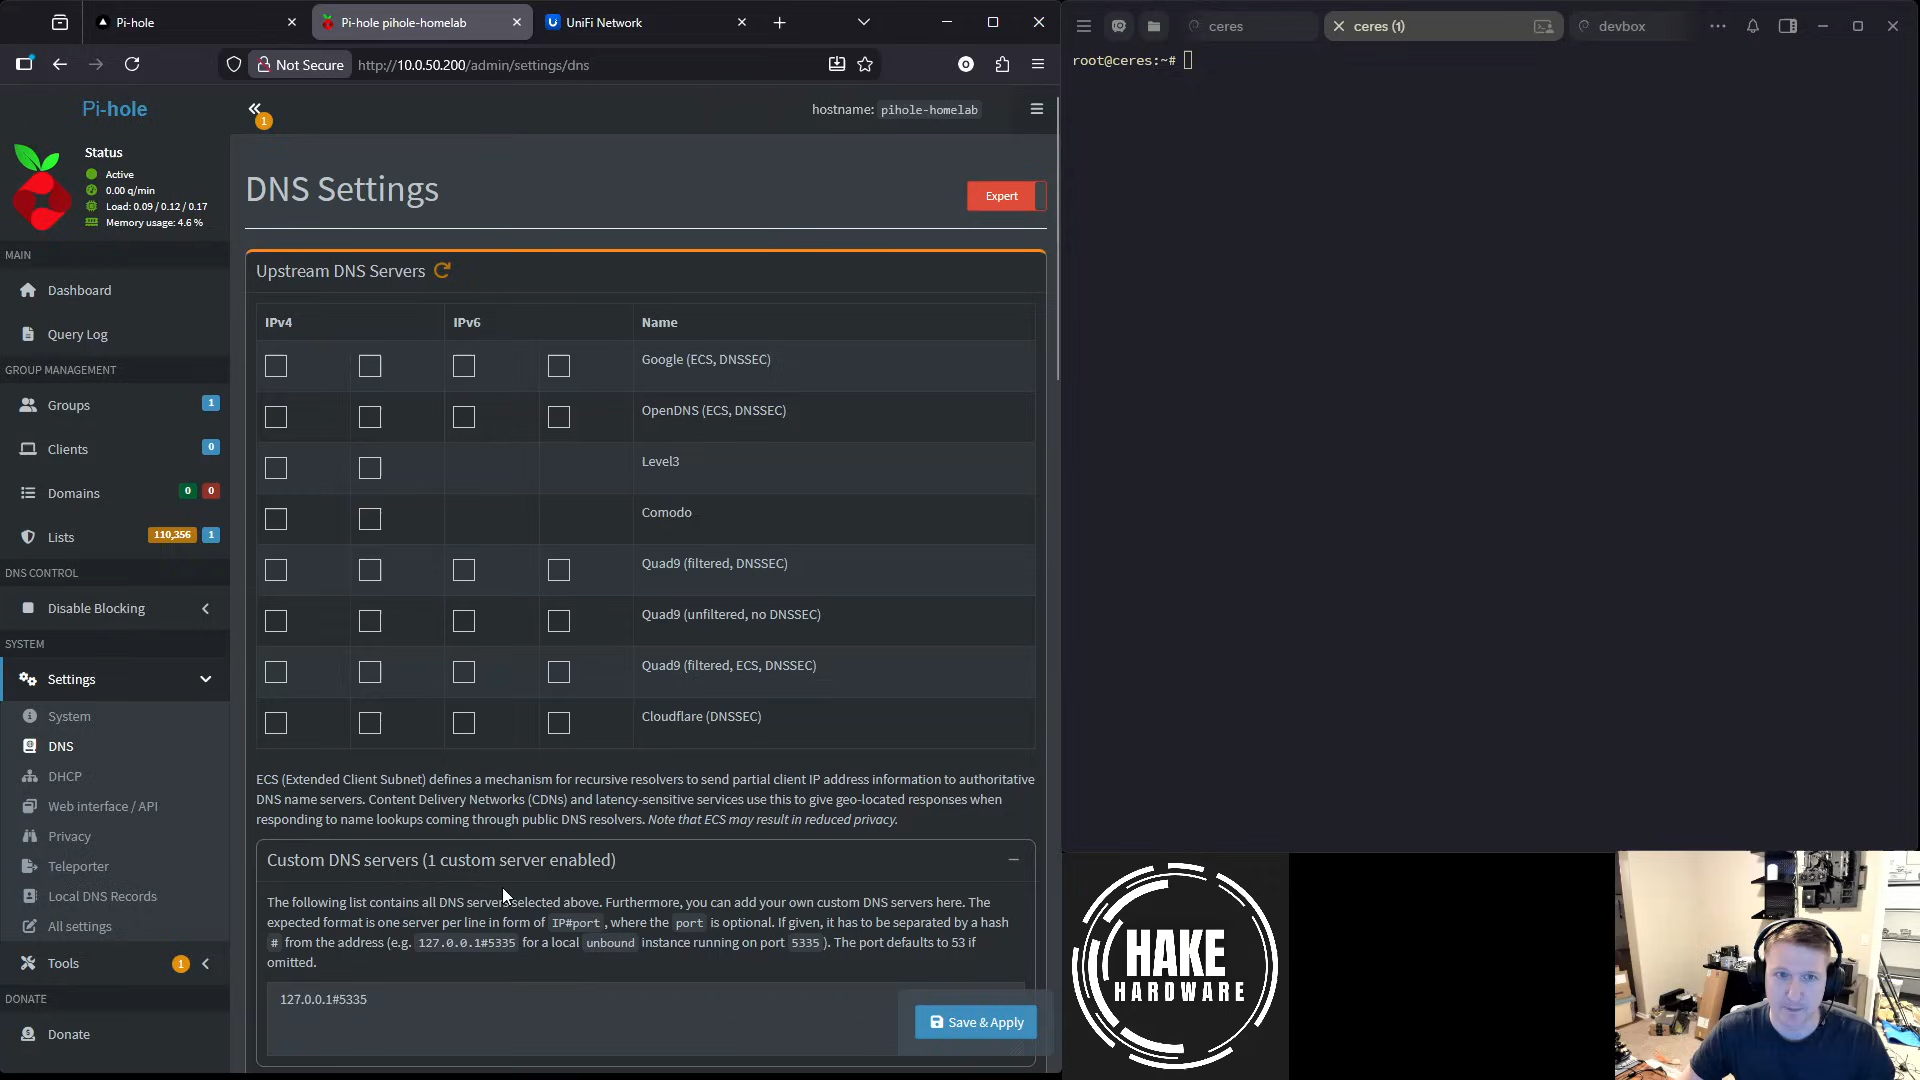 Pi-hole
Pi-hole pihole-homelab
UniFi Network
Not Secure
http://10.0.50.200/admin/settings/dns
Pi-hole
1
hostname: pihole-homelab
Status
Active
0.00 q/min
Load: 0.09 / 0.12 / 0.17
Memory usage: 4.6 %
MAIN
Dashboard
Query Log
GROUP MANAGEMENT
Groups 1
Clients 0
Domains 0 0
Lists 110,356 1
DNS CONTROL
Disable Blocking
SYSTEM
Settings
System
DNS
DHCP
Web interface / API
Privacy
Teleporter
Local DNS Records
All settings
Tools 1
DONATE
Donate
DNS Settings
Expert
Upstream DNS Servers
IPv4 IPv6 Name
Google (ECS, DNSSEC)
OpenDNS (ECS, DNSSEC)
Level3
Comodo
Quad9 (filtered, DNSSEC)
Quad9 (unfiltered, no DNSSEC)
Quad9 (filtered, ECS, DNSSEC)
Cloudflare (DNSSEC)
ECS (Extended Client Subnet) defines a mechanism for recursive resolvers to send partial client IP address information to authoritative
DNS name servers. Content Delivery Networks (CDNs) and latency-sensitive services use this to give geo-located responses when
responding to name lookups coming through public DNS resolvers. Note that ECS may result in reduced privacy.
Custom DNS servers (1 custom server enabled)
The following list contains all DNS servers selected above. Furthermore, you can add your own custom DNS servers here. The
expected format is one server per line in form of IP#port , where the port is optional. If given, it has to be separated by a hash
# from the address (e.g. 127.0.0.1#5335 for a local unbound instance running on port 5335 ). The port defaults to 53 if
omitted.
127.0.0.1#5335
Save & Apply
ceres
ceres (1)
devbox
root@ceres:~#
HAKE
HARDWARE